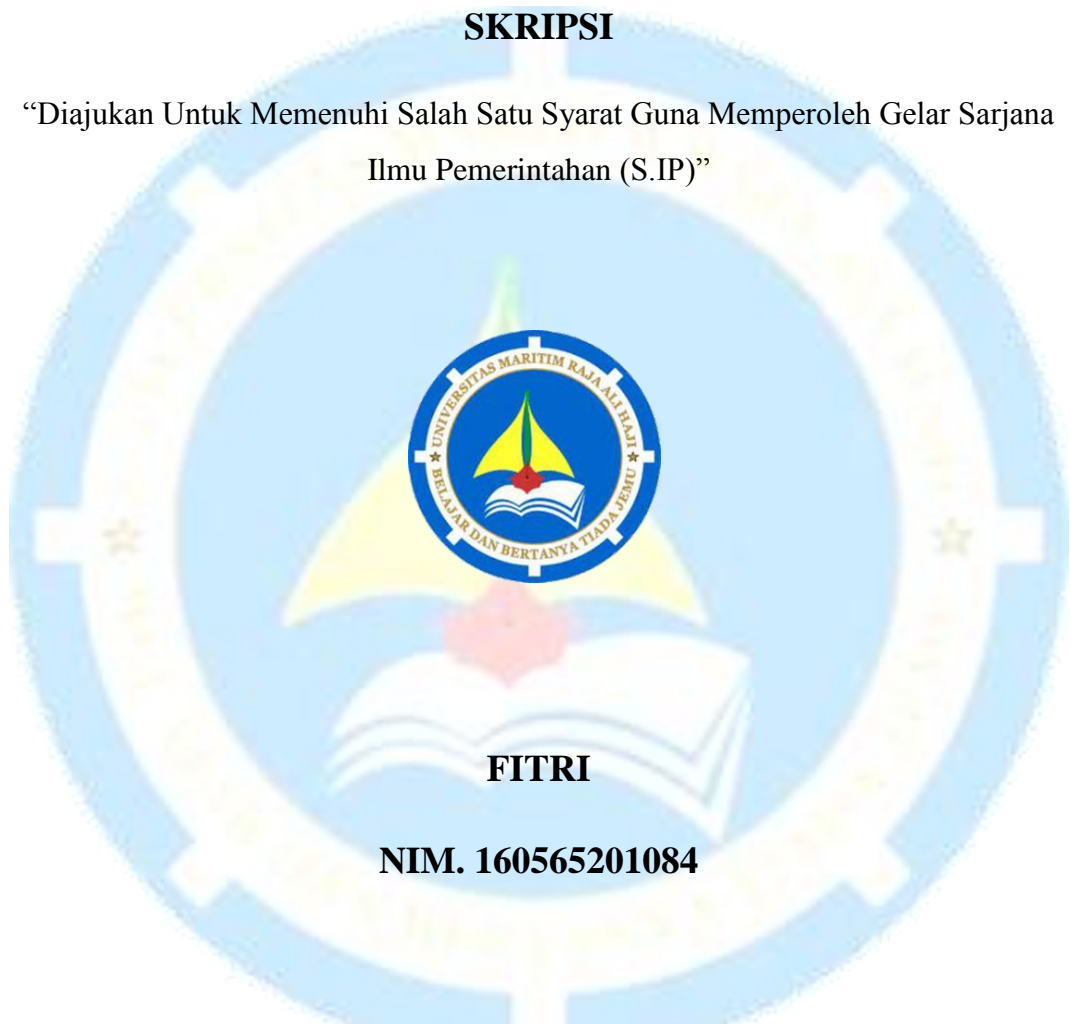 SKRIPSI
“Diajukan Untuk Memenuhi Salah Satu Syarat Guna Memperoleh Gelar Sarjana
Ilmu Pemerintahan (S.IP)”
UNIVERSITAS MARITIM RAJA ALI HAJI
BELAJAR DAN BERTANYA TIADA JEMU
FITRI
NIM. 160565201084